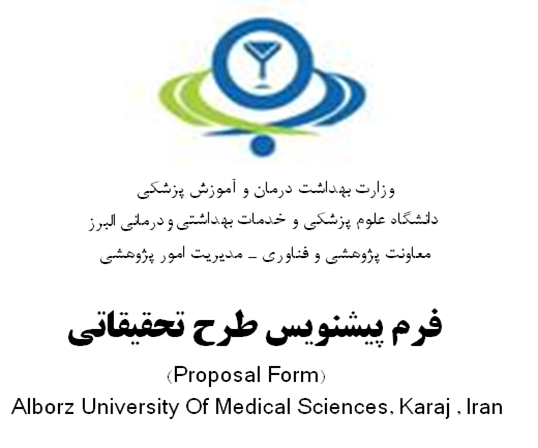 وزارت بهداشت درمان و آموزش پزشکی
دانشگاه علوم پزشکی و خدمات بهداشتی و درمانی البرز
معاونت پژوهشی و فناوری - مدیریت امور پژوهشی
فرم پیشنویس طرح تحقیقاتی
(Proposal Form)
Alborz University Of Medical Sciences, Karaj , Iran